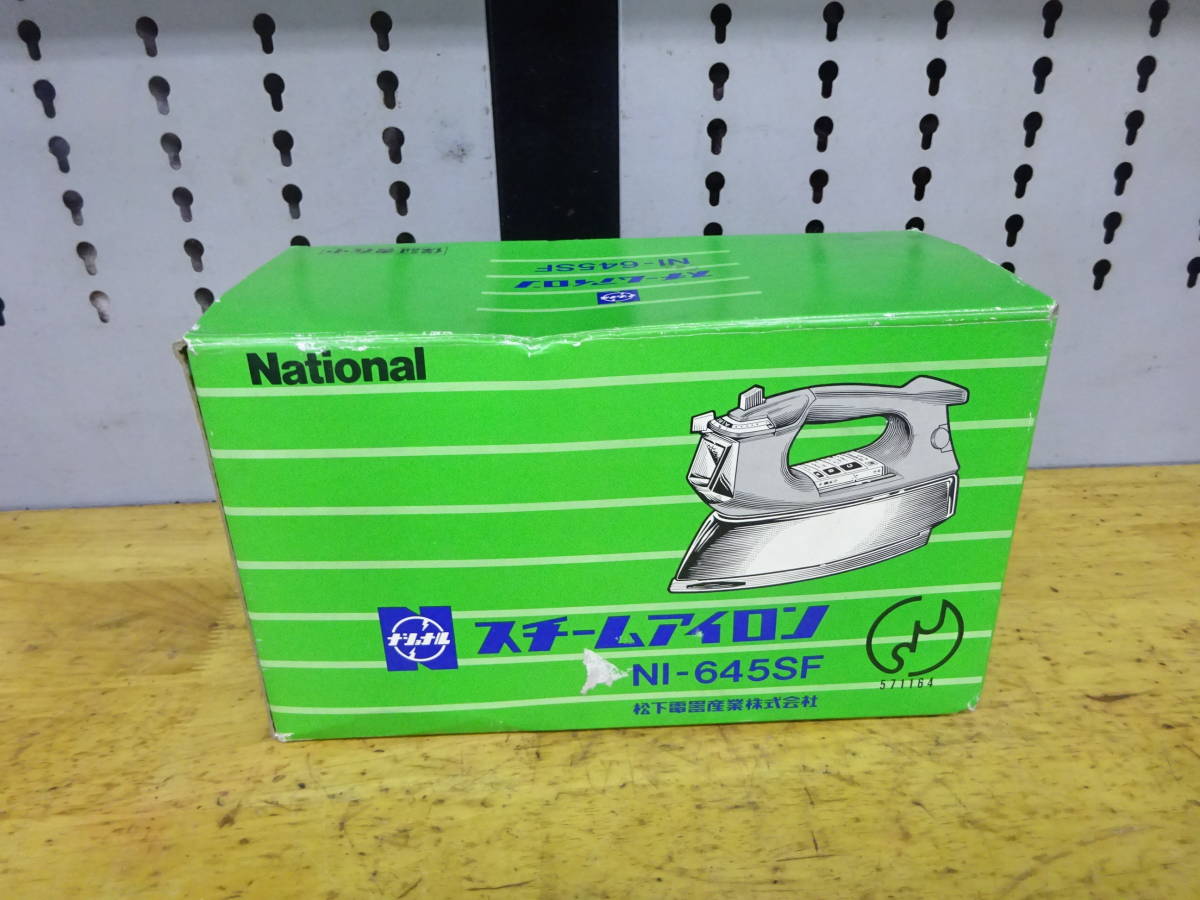 スチームアイロン
NI-645SF
National
ナショナル
スチームアイロン
NI-645SF
571164
松下電器産業株式会社